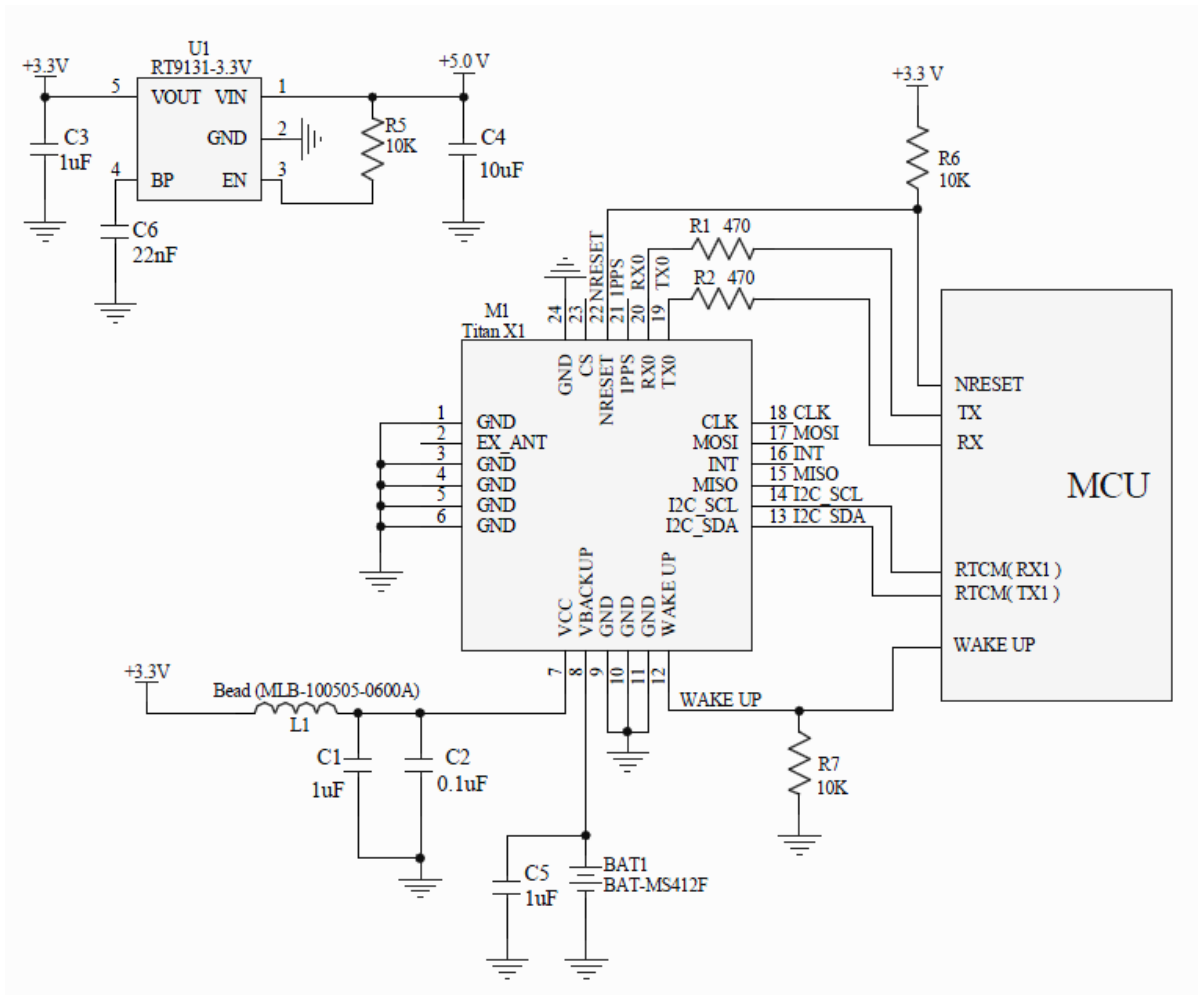 U1
RT9131-3.3V
+3.3V
+5.0 V
5
VOUT VIN
1
C3
1uF
GND
2
R5
10K
C4
10uF
4
BP
EN
3
C6
22nF
+3.3 V
R6
10K
R1 470
R2 470
24
23
22 NRESET
21 1PPS
20 RX0
19 TX0
M1
Titan X1
GND
CS
NRESET
1PPS
RX0
TX0
1
GND
2
EX_ANT
3
GND
4
GND
5
GND
6
GND
CLK
18 CLK
MOSI
17 MOSI
INT
16 INT
MISO
15 MISO
I2C_SCL
14 I2C_SCL
I2C_SDA
13 I2C_SDA
NRESET
TX
RX
MCU
RTCM( RX1 )
RTCM( TX1 )
WAKE UP
VCC
VBACKUP
GND
GND
GND
WAKE UP
7
8
9
10
11
12
WAKE UP
+3.3V
Bead (MLB-100505-0600A)
L1
C1
1uF
C2
0.1uF
R7
10K
C5
1uF
BAT1
BAT-MS412F